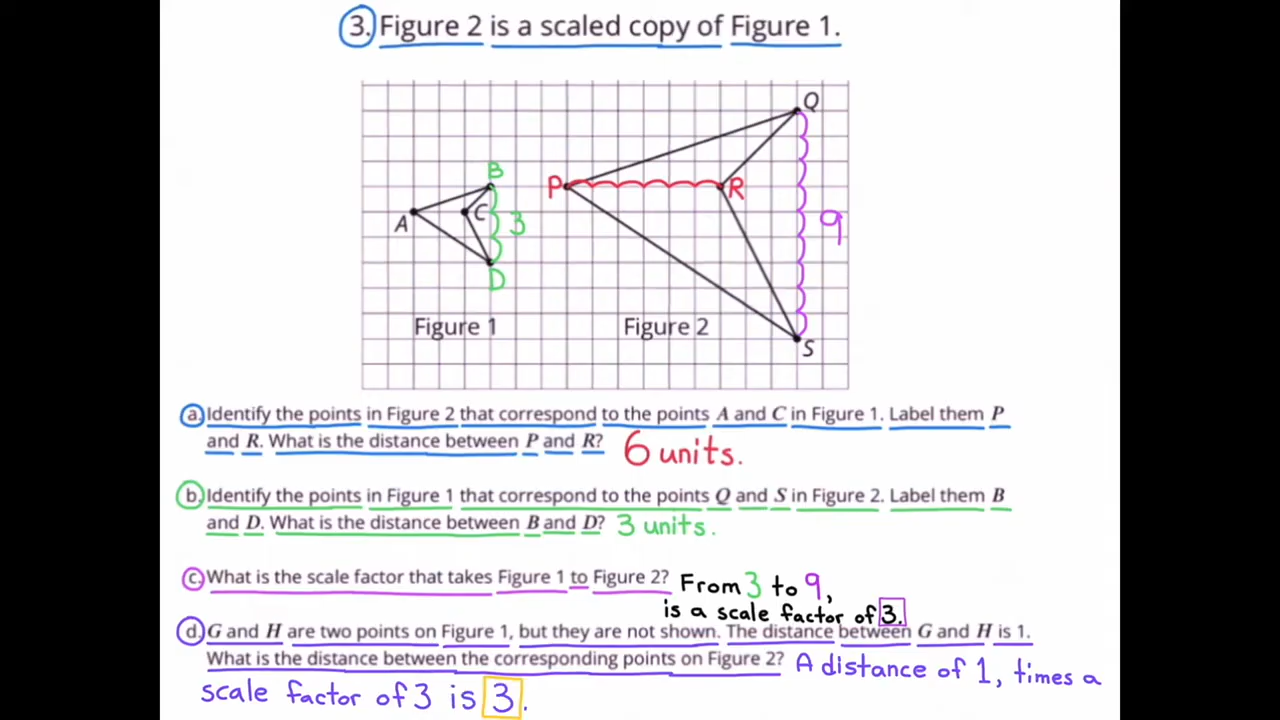 3. Figure 2 is a scaled copy of Figure 1.
Q
B
P
R
A
C
3
9
D
Figure 1
Figure 2
S
a. Identify the points in Figure 2 that correspond to the points A and C in Figure 1. Label them P
and R. What is the distance between P and R? 6 units.
b. Identify the points in Figure 1 that correspond to the points Q and S in Figure 2. Label them B
and D. What is the distance between B and D? 3 units.
c. What is the scale factor that takes Figure 1 to Figure 2? From 3 to 9,
is a scale factor of 3.
d. G and H are two points on Figure 1, but they are not shown. The distance between G and H is 1.
What is the distance between the corresponding points on Figure 2? A distance of 1, times a
scale factor of 3 is 3.